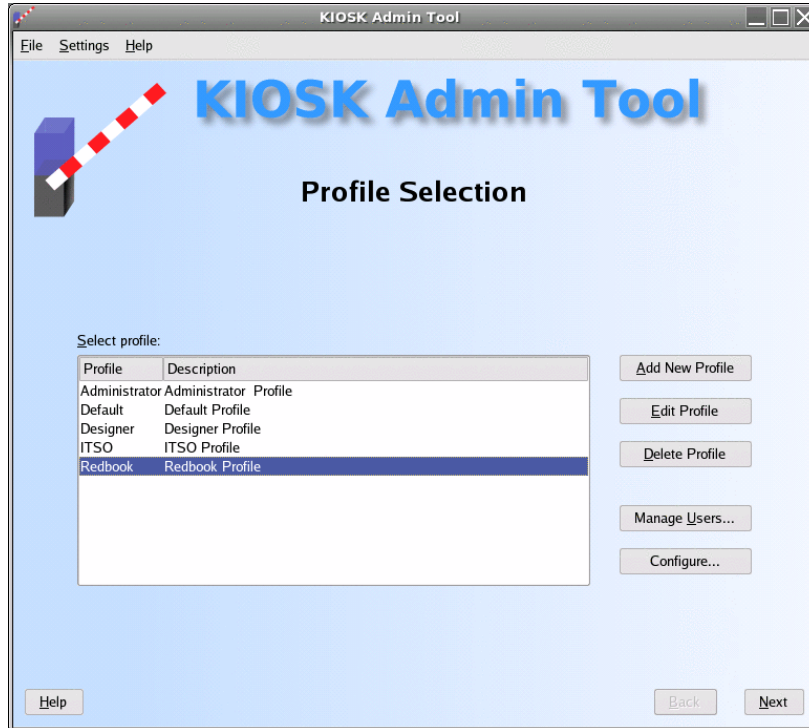 KIOSK Admin Tool
File Settings Help
KIOSK Admin Tool
Profile Selection
Select profile:
Profile Description
Administrator Administrator Profile
Default Default Profile
Designer Designer Profile
ITSO ITSO Profile
Redbook Redbook Profile
Add New Profile
Edit Profile
Delete Profile
Manage Users...
Configure...
Help
Back
Next